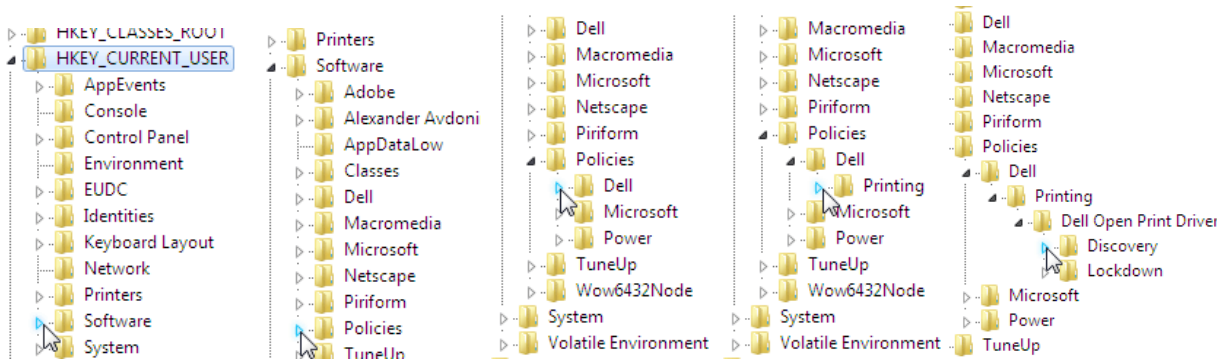 HKEY_CLASSES_ROOT
HKEY_CURRENT_USER
AppEvents
Console
Control Panel
Environment
EUDC
Identities
Keyboard Layout
Network
Printers
Software
System
Printers
Software
Adobe
Alexander Avdoni
AppDataLow
Classes
Dell
Macromedia
Microsoft
Netscape
Piriform
Policies
TuneUp
Dell
Macromedia
Microsoft
Netscape
Piriform
Policies
Dell
Microsoft
Power
TuneUp
Wow6432Node
System
Volatile Environment
Macromedia
Microsoft
Netscape
Piriform
Policies
Dell
Printing
Microsoft
Power
TuneUp
Wow6432Node
System
Volatile Environment
Dell
Macromedia
Microsoft
Netscape
Piriform
Policies
Dell
Printing
Dell Open Print Driver
Discovery
Lockdown
Microsoft
Power
TuneUp